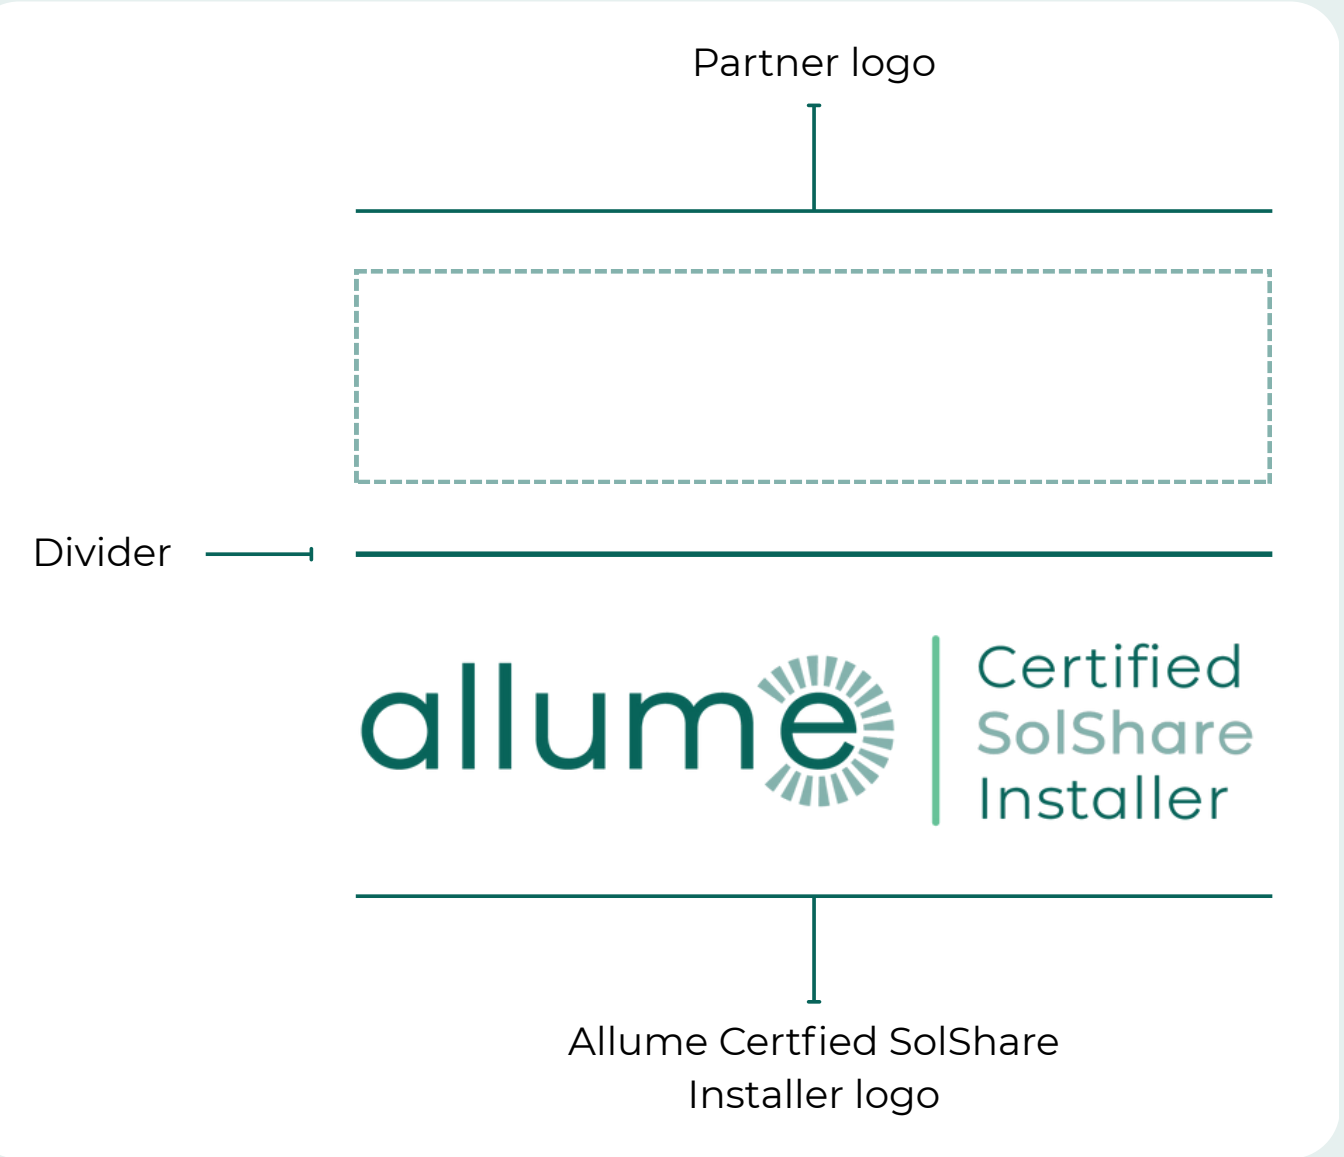 Partner logo
Divider
allume
Certified
SolShare
Installer
Allume Certfied SolShare
Installer logo